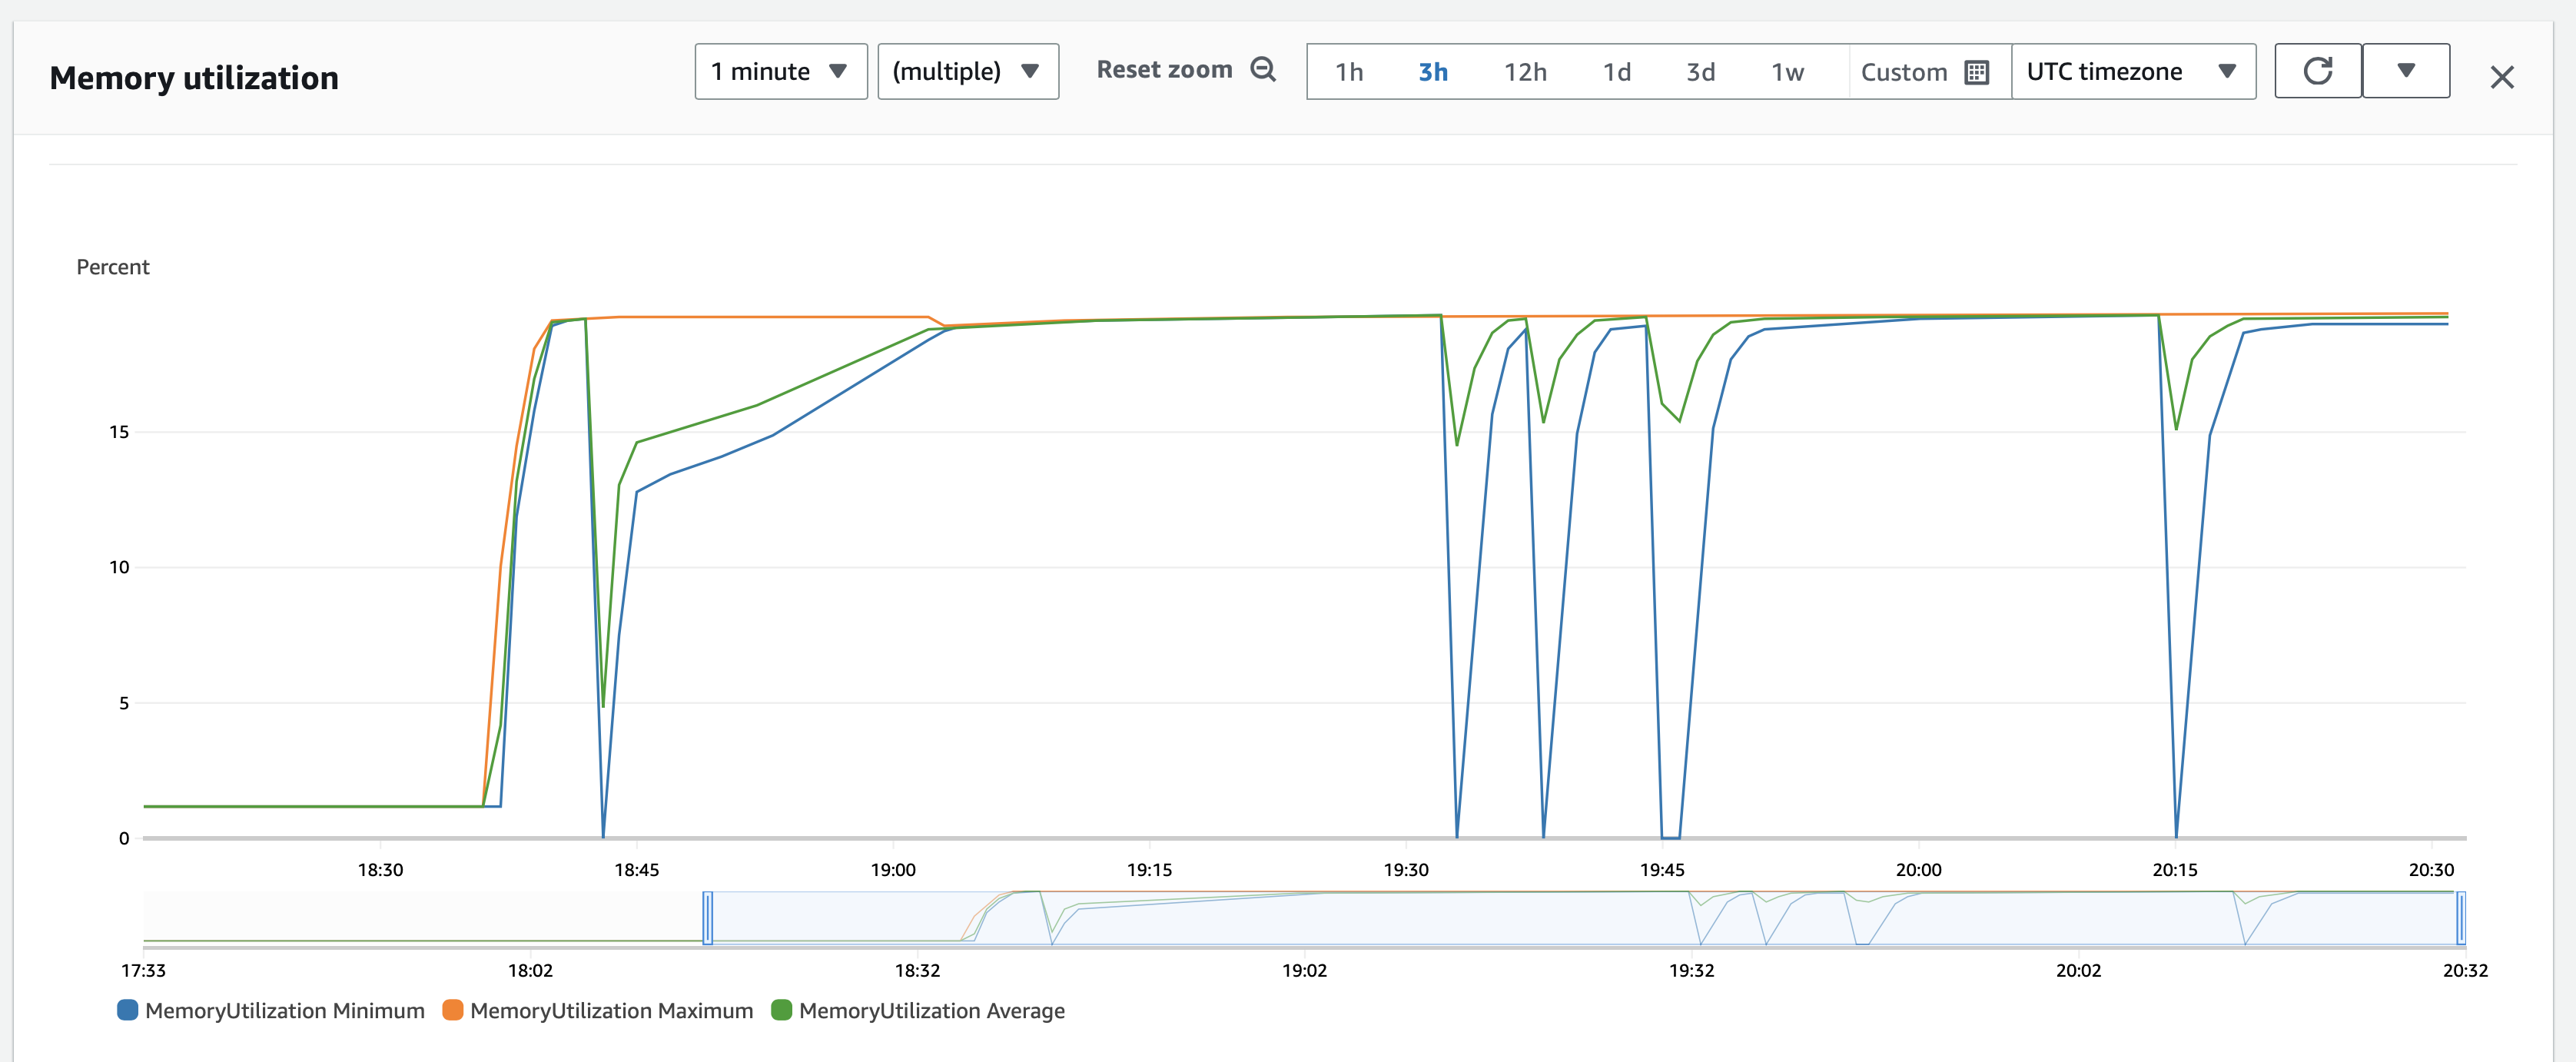 Memory utilization 1 minute (multiple) Reset zoom 1h 3h 12h 1d 3d 1w Custom UTC timezone
Percent
15
10
5
0
18:30 18:45 19:00 19:15 19:30 19:45 20:00 20:15 20:30
17:33 18:02 18:32 19:02 19:32 20:02 20:32
MemoryUtilization Minimum MemoryUtilization Maximum MemoryUtilization Average